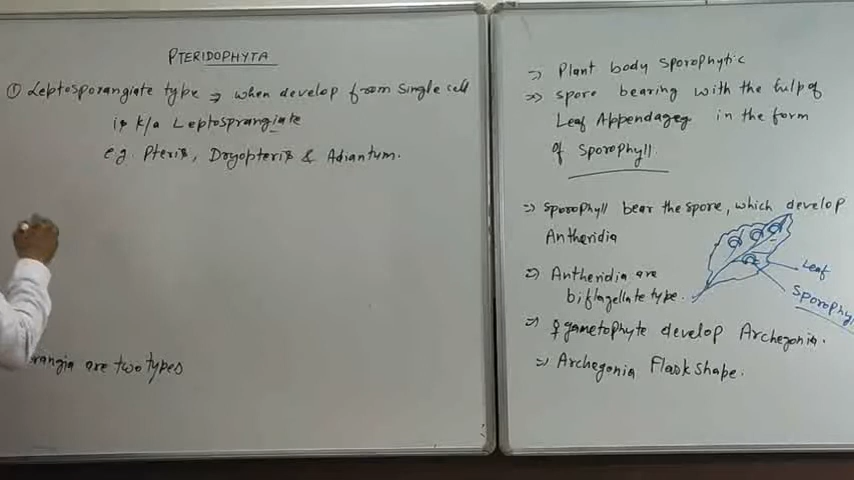 PTERIDOPHYTA
① Leptosporangiate type → when develop from single cell
is k/a Leptosprangiate
e.g. Pteris, Dryopteris & Adiantum.
rangia are two types
⇒ Plant body sporophytic
⇒ spore bearing with the help of
Leaf Appendages in the form
of Sporophyll.
⇒ Sporophyll bear the spore, which develop
Antheridia
⇒ Antheridia are
biflagellate type.
Leaf
Sporophyll
⇒ ♀ gametophyte develop Archegonia.
⇒ Archegonia Flask shape.